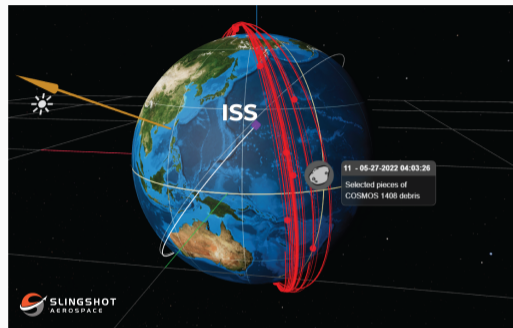 ISS
11 - 05-27-2022 04:03:26
Selected pieces of
COSMOS 1408 debris
SLINGSHOT
AEROSPACE